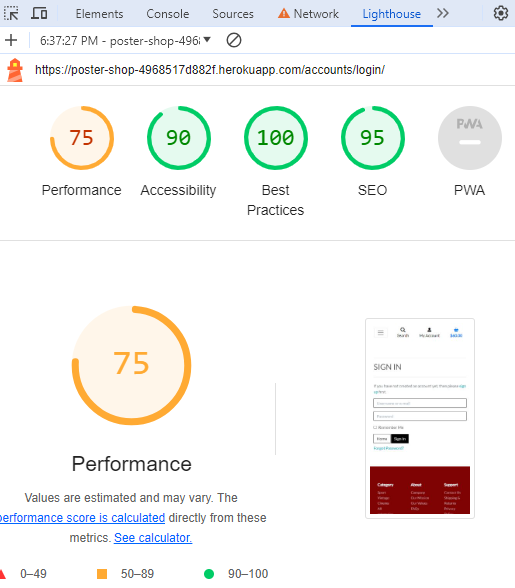 Elements Console Sources Network Lighthouse
6:37:27 PM - poster-shop-4968
https://poster-shop-4968517d882f.herokuapp.com/accounts/login/
75 90 100 95 PWA
Performance Accessibility Best Practices SEO PWA
75
Performance
Values are estimated and may vary. The
performance score is calculated directly from these
metrics. See calculator.
0–49 50–89 90–100
Search My Account
SIGN IN
If you have not created an account yet, then please sign
up first.
Username or e-mail
Password
Remember Me
Home Sign In
Forgot Password?
Category About Support